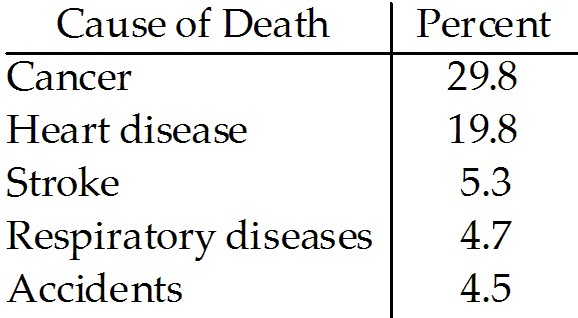 Cause of Death Percent
Cancer 29.8
Heart disease 19.8
Stroke 5.3
Respiratory diseases 4.7
Accidents 4.5